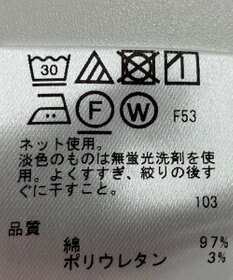 30
F W F53
ネット使用。
淡色のものは無蛍光洗剤を使
用。よくすすぎ、絞りの後す
ぐに干すこと。
103
品質
綿 97%
ポリウレタン 3%